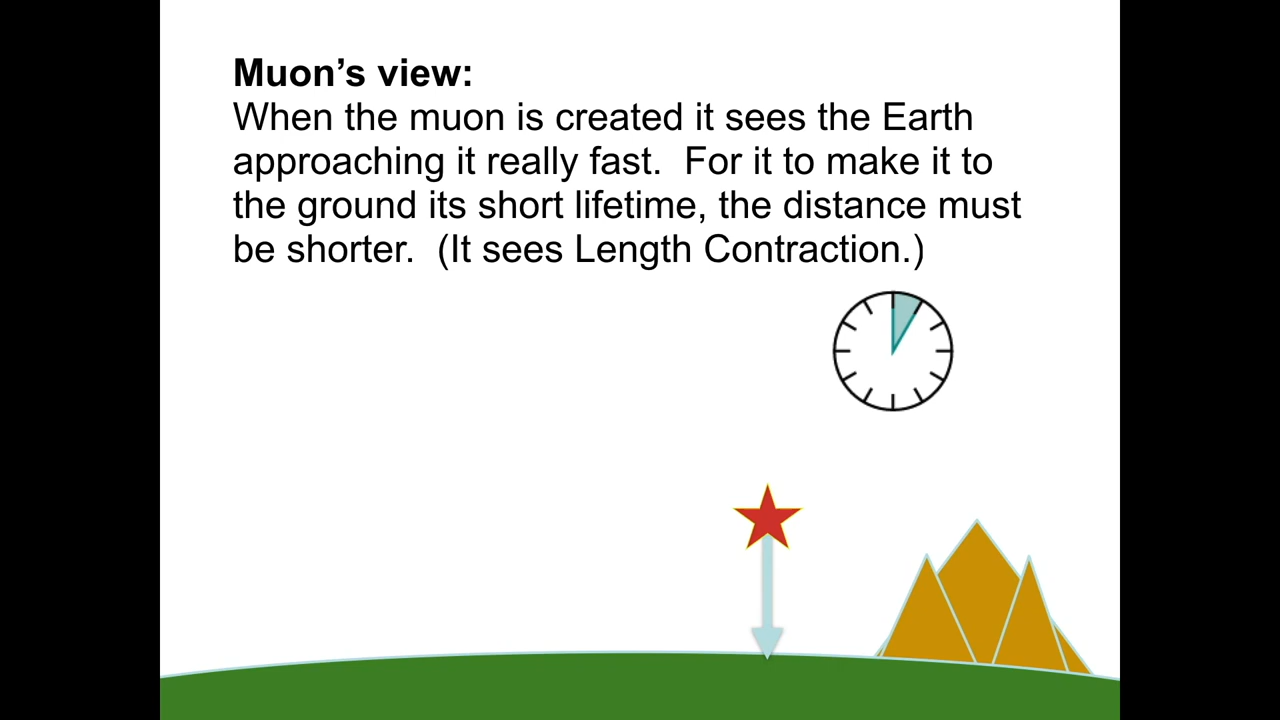 Muon’s view:
When the muon is created it sees the Earth
approaching it really fast.  For it to make it to
the ground its short lifetime, the distance must
be shorter.  (It sees Length Contraction.)